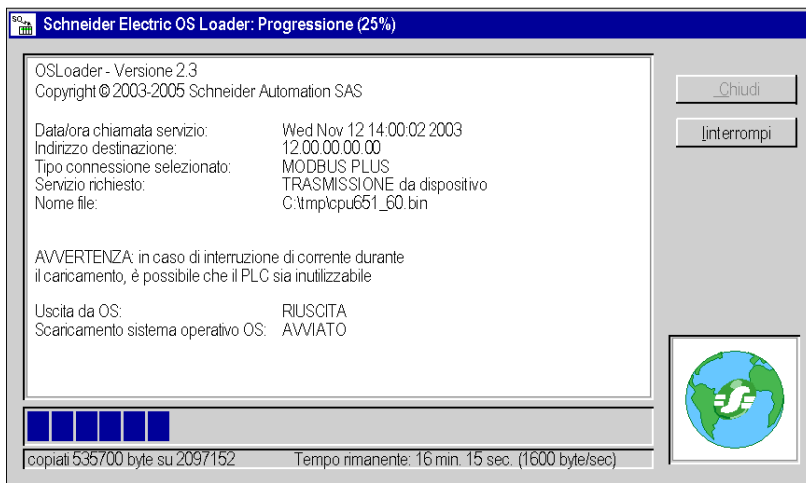 Schneider Electric OS Loader: Progressione (25%)
OSLoader - Versione 2.3
Copyright © 2003-2005 Schneider Automation SAS
Chiudi
Data/ora chiamata servizio: Wed Nov 12 14:00:02 2003
Iinterrompi
Indirizzo destinazione: 12.00.00.00.00
Tipo connessione selezionato: MODBUS PLUS
Servizio richiesto: TRASMISSIONE da dispositivo
Nome file: C:\tmp\cpu651_60.bin
AVVERTENZA: in caso di interruzione di corrente durante
il caricamento, è possibile che il PLC sia inutilizzabile
Uscita da OS: RIUSCITA
Scaricamento sistema operativo OS: AVVIATO
copiati 535700 byte su 2097152 Tempo rimanente: 16 min. 15 sec. (1600 byte/sec)